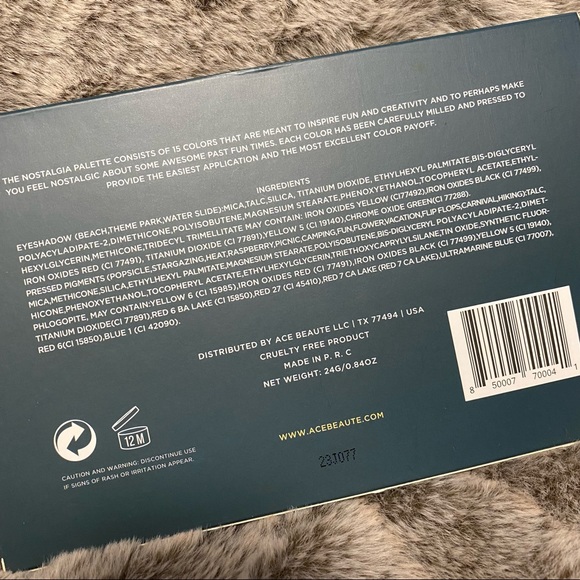 THE NOSTALGIA PALETTE CONSISTS OF 15 COLORS THAT ARE MEANT TO INSPIRE FUN AND CREATIVITY AND TO PERHAPS MAKE
YOU FEEL NOSTALGIC ABOUT SOME AWESOME PAST FUN TIMES. EACH COLOR HAS BEEN CAREFULLY MILLED AND PRESSED TO
PROVIDE THE EASIEST APPLICATION AND THE MOST EXCELLENT COLOR PAYOFF.
INGREDIENTS
EYESHADOW (BEACH,THEME PARK,WATER SLIDE):MICA,TALC,SILICA, TITANIUM DIOXIDE, ETHYLHEXYL PALMITATE,BIS-DIGLYCERYL
POLYACYLADIPATE-2,DIMETHICONE,POLYISOBUTENE,MAGNESIUM STEARATE,PHENOXYETHANOL,TOCOPHERYL ACETATE,ETHYL-
HEXYLGLYCERIN,METHICONE,TRIDECYL TRIMELLITATE MAY CONTAIN: IRON OXIDES YELLOW (CI77492),IRON OXIDES BLACK (CI 77499),
IRON OXIDES RED (CI 77491), TITANIUM DIOXIDE (CI 77891),YELLOW 5 (CI 19140),CHROME OXIDE GREEN(CI 77288).
PRESSED PIGMENTS (POPSICLE,STARGAZING,HEAT,RASPBERRY,PICNIC,CAMPING,FUN,FLOWER,VACATION,FLIP FLOPS,CARNIVAL,HIKING);TALC,
MICA,METHICONE,SILICA,ETHYLHEXYL PALMITATE,MAGNESIUM STEARATE,POLYISOBUTENE,BIS-DIGLYCERYL POLYACYLADIPATE-2,DIMET-
HICONE,PHENOXYETHANOL,TOCOPHERYL ACETATE,ETHYLHEXYLGLYCERIN,TRIETHOXYCAPRYLYLSILANE,TIN OXIDE,SYNTHETIC FLUOR-
PHLOGOPITE, MAY CONTAIN:YELLOW 6 (CI 15985),IRON OXIDES RED (CI 77491),IRON OXIDES BLACK (CI 77499),YELLOW 5 (CI 19140),
TITANIUM DIOXIDE(CI 77891),RED 6 BA LAKE (CI 15850),RED 27 (CI 45410),RED 7 CA LAKE (RED 7 CA LAKE),ULTRAMARINE BLUE (CI 77007),
RED 6(CI 15850),BLUE 1 (CI 42090).
DISTRIBUTED BY ACE BEAUTE LLC | TX 77494 | USA
CRUELTY FREE PRODUCT
MADE IN P. R. C
NET WEIGHT: 24G/0.84OZ
8 50007 70004 1
12 M
WWW.ACEBEAUTE.COM
CAUTION AND WARNING: DISCONTINUE USE
IF SIGNS OF RASH OR IRRITATION APPEAR.
23J077